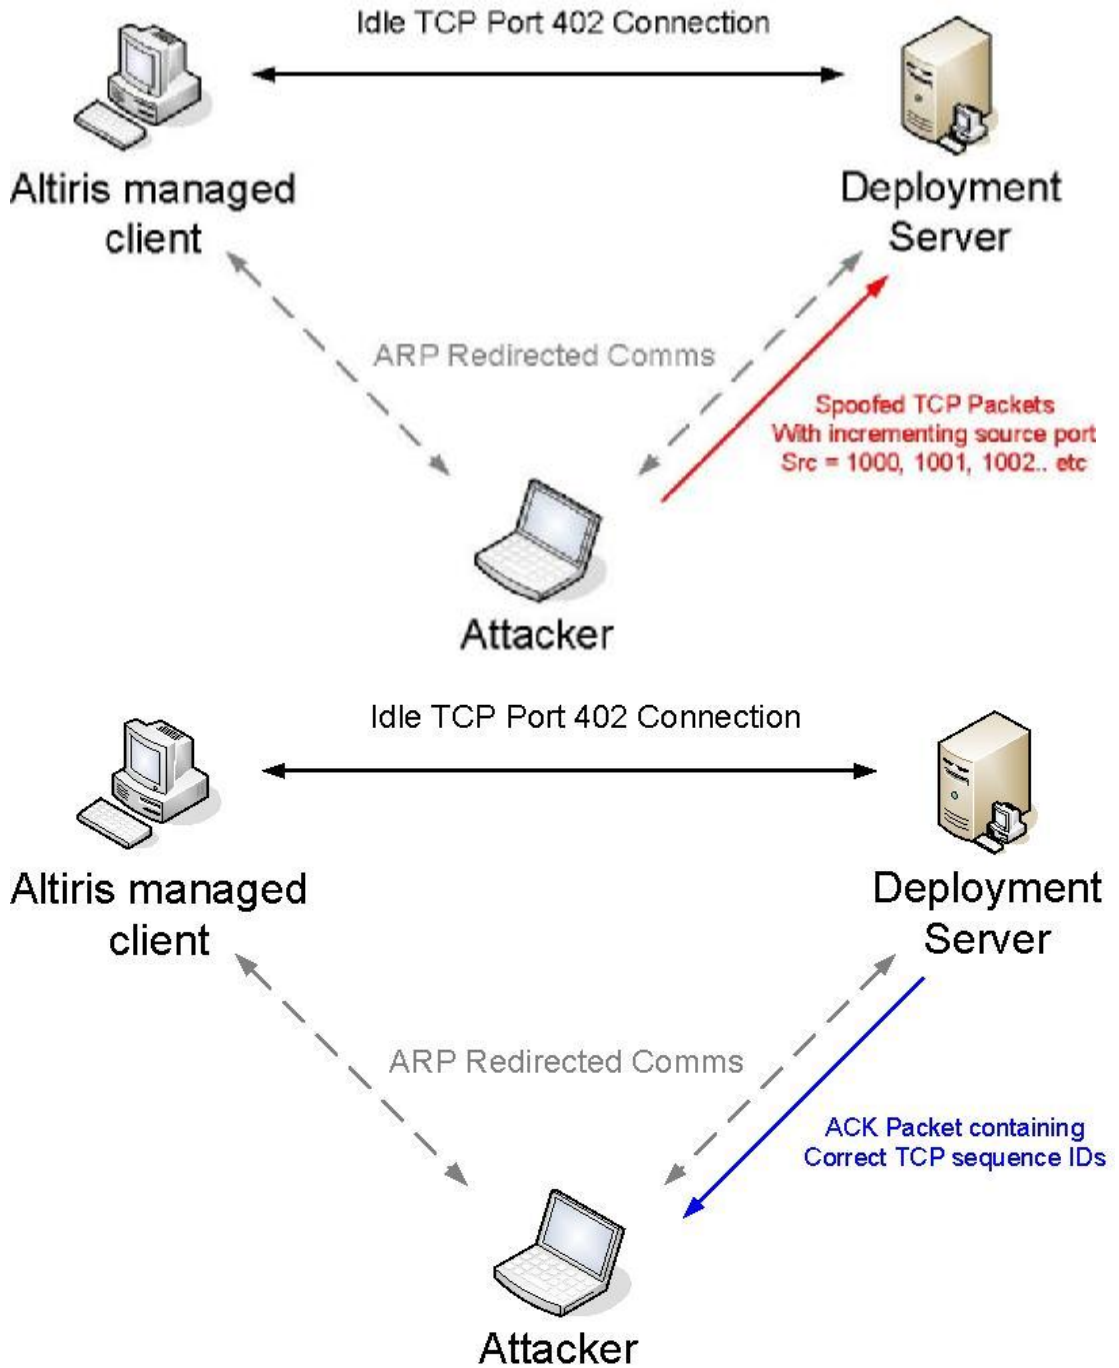 Idle TCP Port 402 Connection
Altiris managed
client
Deployment
Server
ARP Redirected Comms
Spoofed TCP Packets
With incrementing source port
Src = 1000, 1001, 1002.. etc
Attacker
Idle TCP Port 402 Connection
Altiris managed
client
Deployment
Server
ARP Redirected Comms
ACK Packet containing
Correct TCP sequence IDs
Attacker